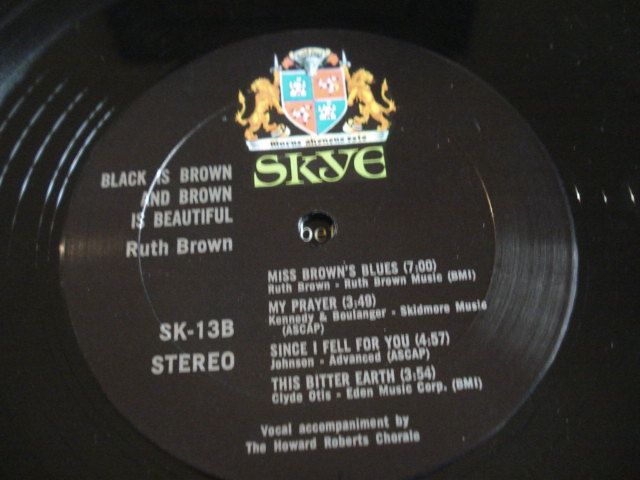 Murus aheneus esto
SKYE
BLACK IS BROWN
AND BROWN
IS BEAUTIFUL
Ruth Brown
SK-13B
STEREO
MISS BROWN'S BLUES (7:00)
Ruth Brown - Ruth Brown Music (BMI)
MY PRAYER (3:49)
Kennedy & Boulanger - Skidmore Music
(ASCAP)
SINCE I FELL FOR YOU (4:57)
Johnson - Advanced (ASCAP)
THIS BITTER EARTH (3:54)
Clyde Otis - Eden Music Corp. (BMI)
Vocal accompaniment by
The Howard Roberts Chorale